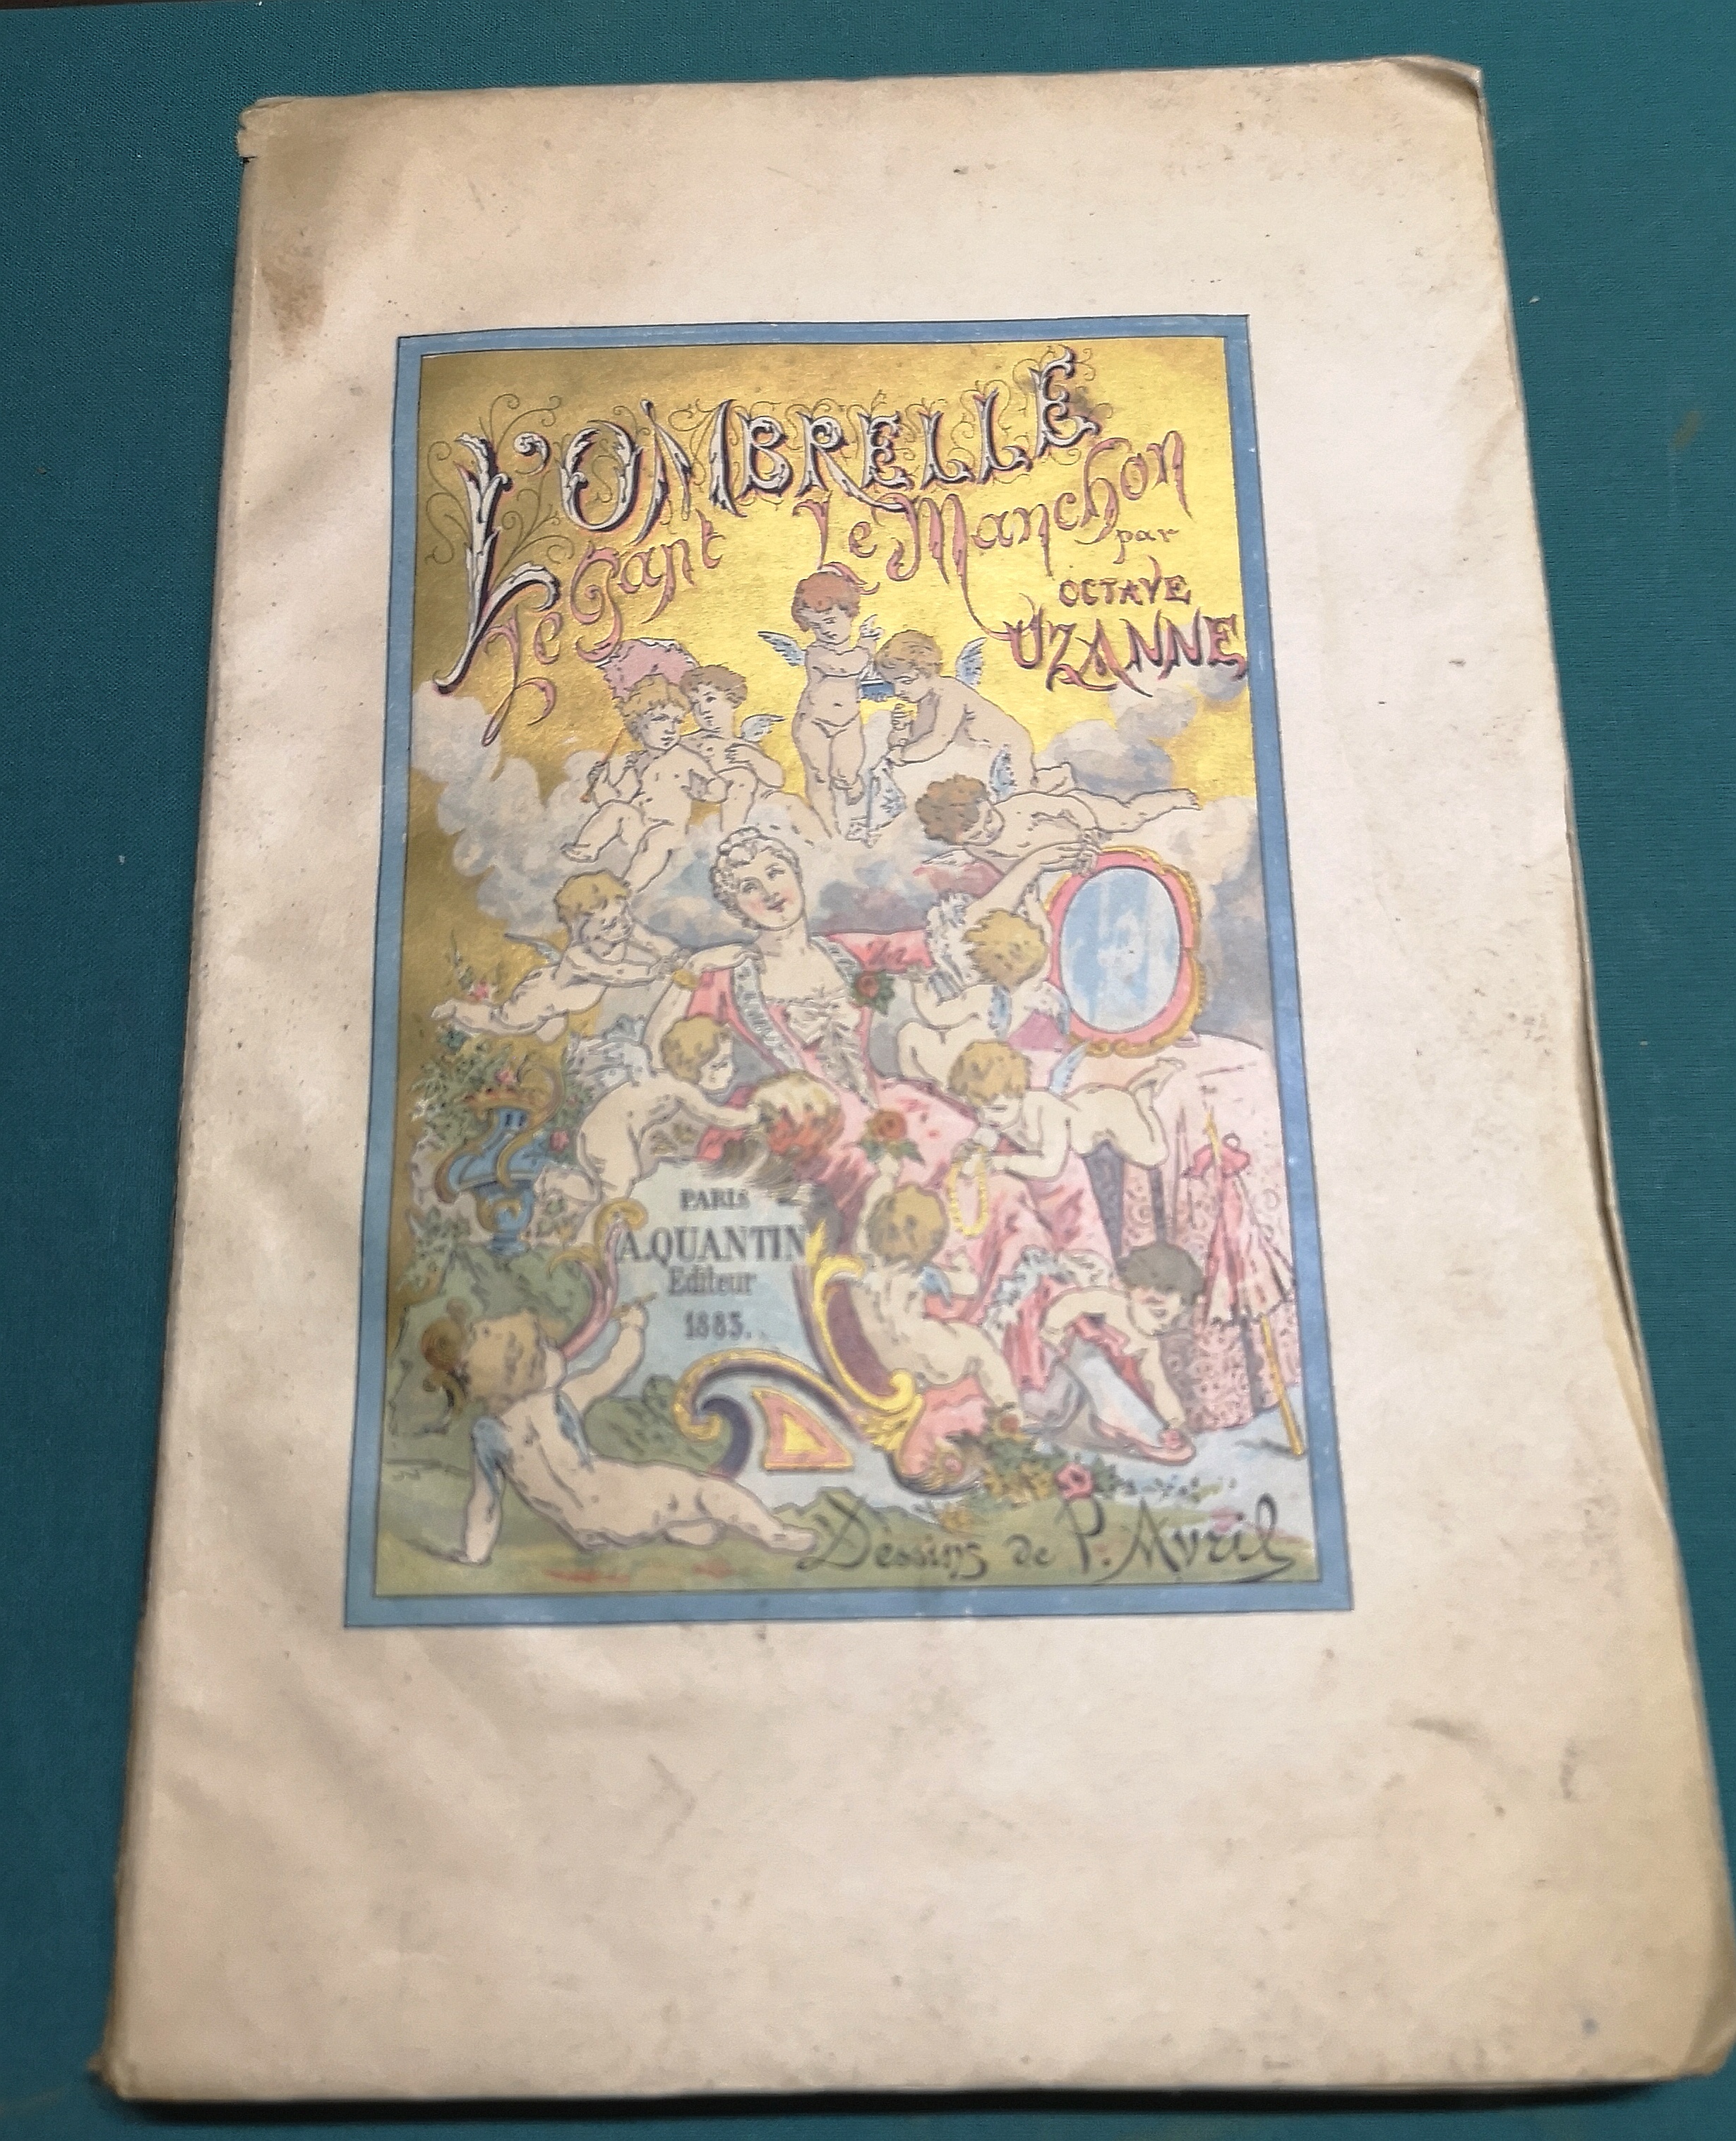 L'OMBRELLE
Le Gant Le Manchon
par
OCTAVE
UZANNE
PARIS
A. QUANTIN
Editeur
1883.
Dessins de P. Avril